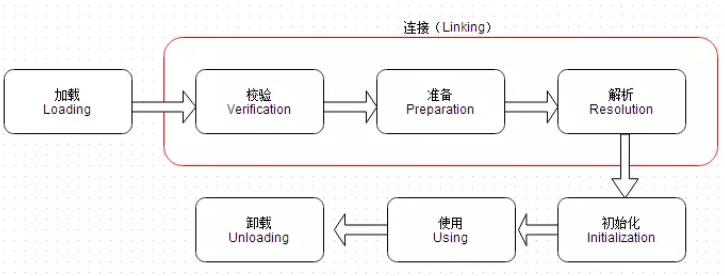 连接（Linking）
加载
Loading
校验
Verification
准备
Preparation
解析
Resolution
初始化
Initialization
使用
Using
卸载
Unloading